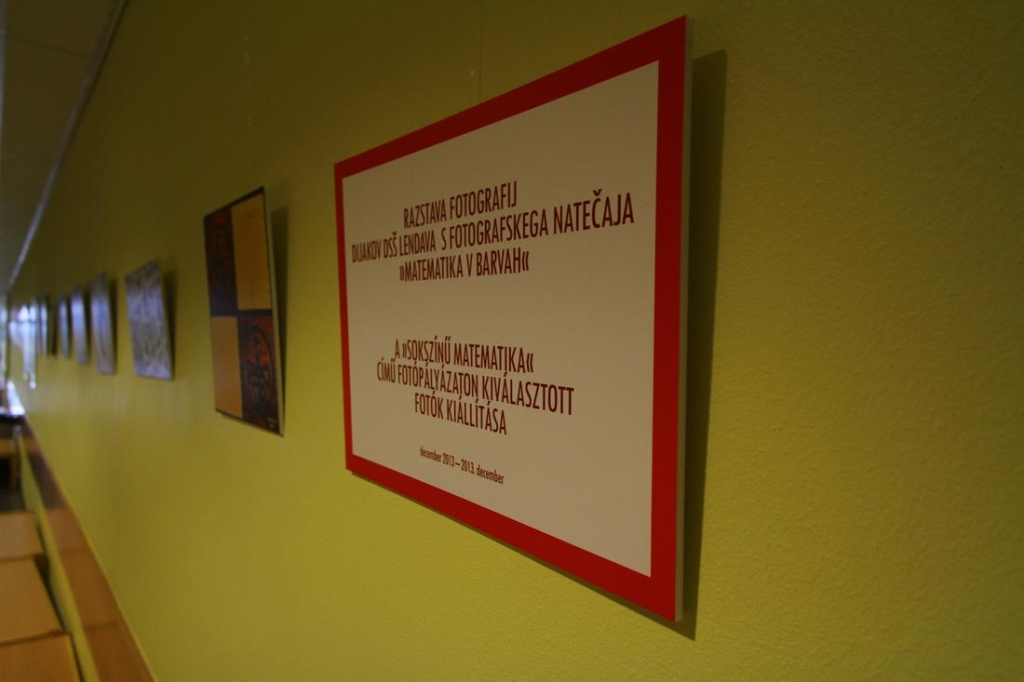 RAZSTAVA FOTOGRAFIJ
DIJAKOV DSŠ LENDAVA S FOTOGRAFSKEGA NATEČAJA
»MATEMATIKA V BARVAH«
A »SOKSZÍNŰ MATEMATJKA«
CÍMŰ FOTÓPÁLYÁZATON KIVÁLASZTOTT
FOTÓK KIÁLLÍTÁSA
december 2013 – 2013. december